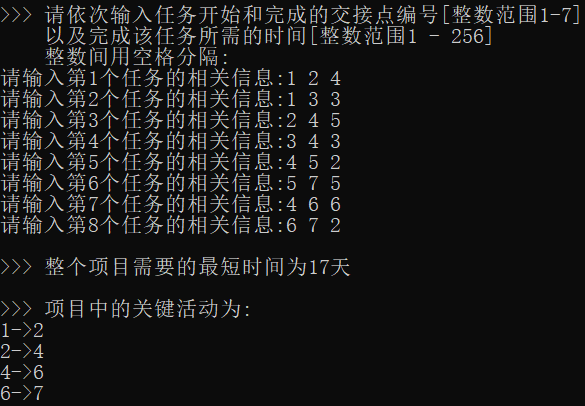 >>> 请依次输入任务开始和完成的交接点编号[整数范围1-7]
以及完成该任务所需的时间[整数范围1 - 256]
整数间用空格分隔:
请输入第1个任务的相关信息:1 2 4
请输入第2个任务的相关信息:1 3 3
请输入第3个任务的相关信息:2 4 5
请输入第4个任务的相关信息:3 4 3
请输入第5个任务的相关信息:4 5 2
请输入第6个任务的相关信息:5 7 5
请输入第7个任务的相关信息:4 6 6
请输入第8个任务的相关信息:6 7 2
>>> 整个项目需要的最短时间为17天
>>> 项目中的关键活动为:
1->2
2->4
4->6
6->7